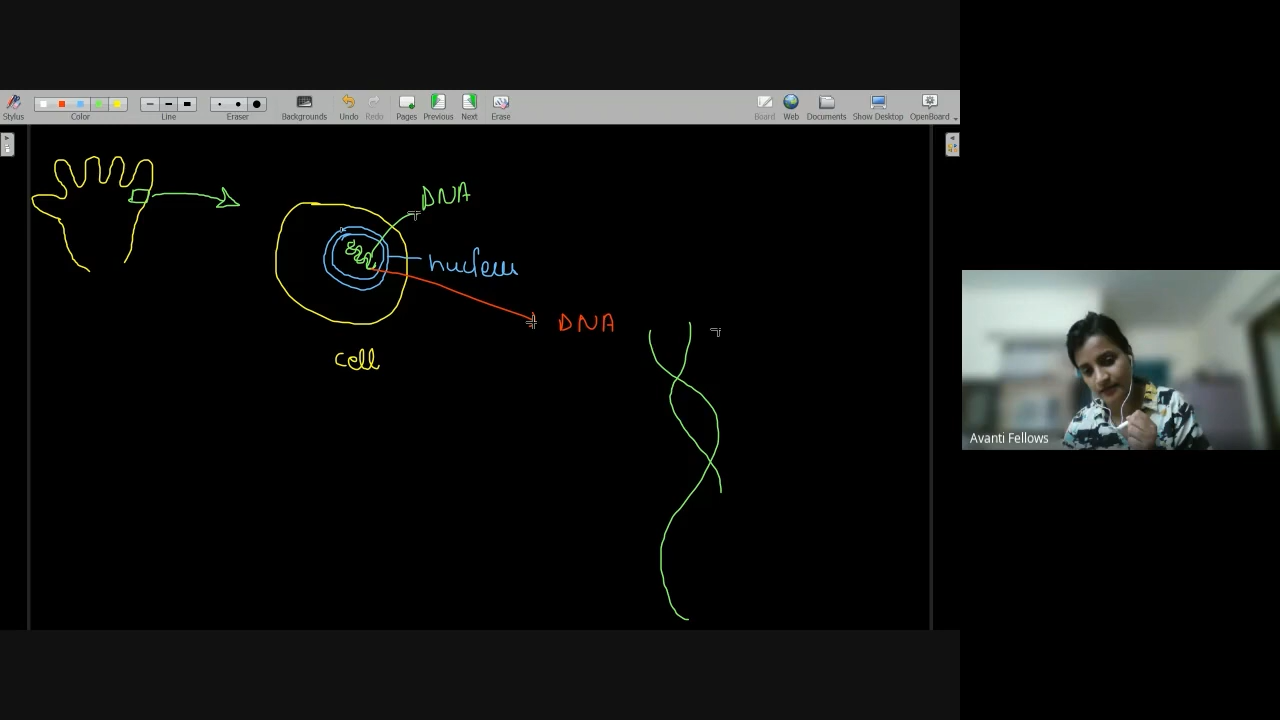 Stylus
Color
Line
Eraser
Backgrounds
Undo
Redo
Pages
Previous
Next
Erase
Board
Web
Documents
Show Desktop
OpenBoard
DNA
nucleus
DNA
cell
Avanti Fellows